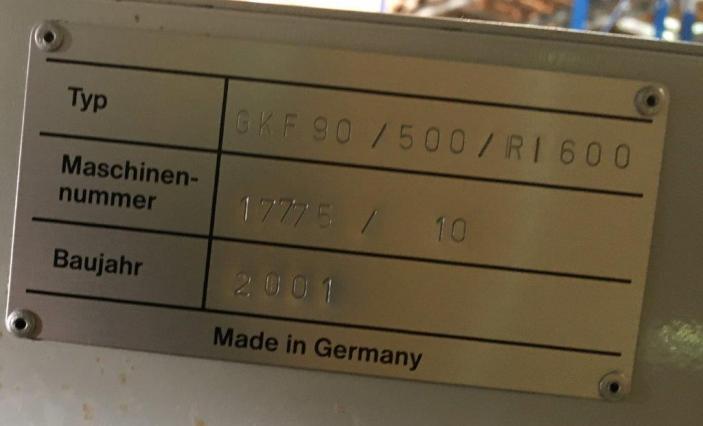 Typ GKF 90 / 500 / RI 600
Maschinen-
nummer 17775 / 10
Baujahr 2001
Made in Germany